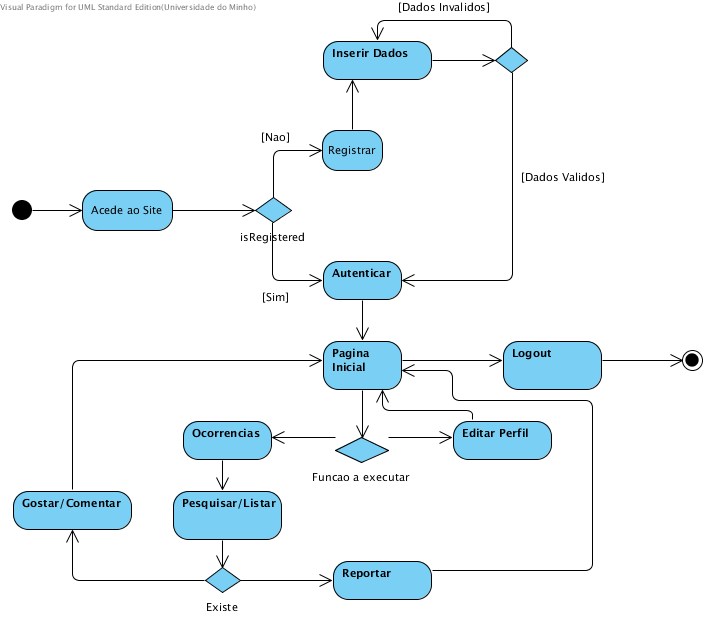 Visual Paradigm for UML Standard Edition(Universidade do Minho)
[Dados Invalidos]
Inserir Dados
[Nao]
Registrar
[Dados Validos]
Acede ao Site
isRegistered
Autenticar
[Sim]
Pagina
Inicial
Logout
Ocorrencias
Editar Perfil
Funcao a executar
Gostar/Comentar
Pesquisar/Listar
Reportar
Existe